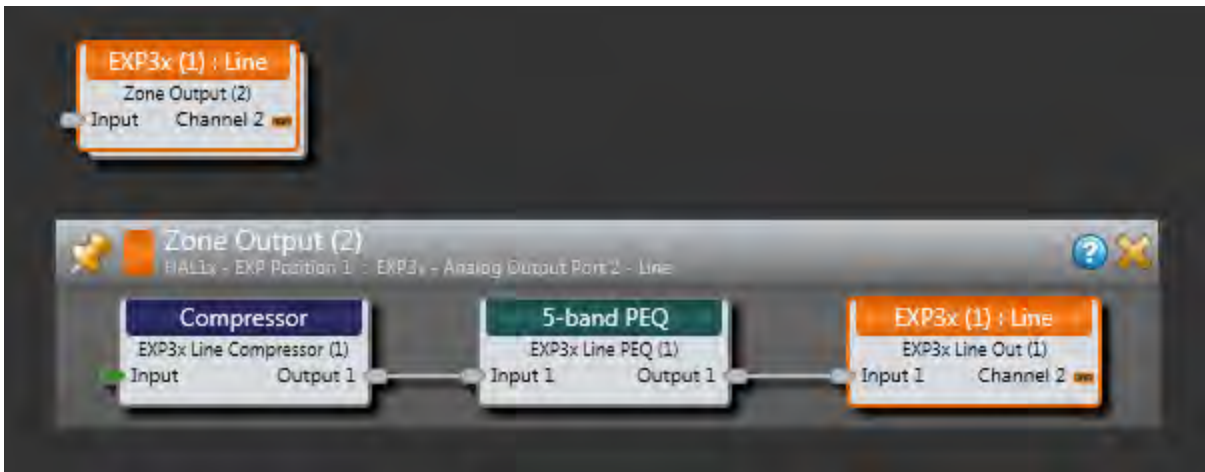 EXP3x (1) : Line
Zone Output (2)
Input Channel 2
Zone Output (2)
HAL1x - EXP Position 1 : EXP3x - Analog Output Port 2 - Line
Compressor
EXP3x Line Compressor (1)
Input Output 1
5-band PEQ
EXP3x Line PEQ (1)
Input 1 Output 1
EXP3x (1) : Line
EXP3x Line Out (1)
Input 1 Channel 2